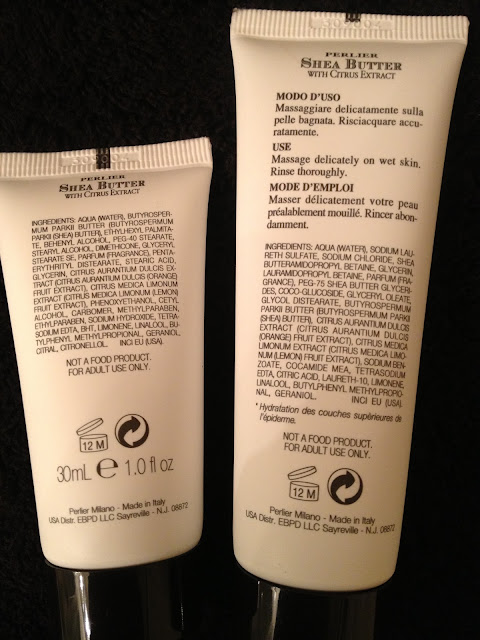 PERLIER
SHEA BUTTER
WITH CITRUS EXTRACT
INGREDIENTS: AQUA (WATER), BUTYROSPER-
MUM PARKII BUTTER (BUTYROSPERMUM
PARKII (SHEA) BUTTER), ETHYLHEXYL PALMITA-
TE, BEHENYL ALCOHOL, PEG-40 STEARATE,
STEARYL ALCOHOL, DIMETHICONE, GLYCERYL
STEARATE SE, PARFUM (FRAGRANCE), PENTA-
ERYTHRITYL DISTEARATE, STEARIC ACID,
GLYCERIN, CITRUS AURANTIUM DULCIS EX-
TRACT (CITRUS AURANTIUM DULCIS (ORANGE)
FRUIT EXTRACT), CITRUS MEDICA LIMONUM
EXTRACT (CITRUS MEDICA LIMONUM (LEMON)
FRUIT EXTRACT), PHENOXYETHANOL, CETYL
ALCOHOL, CARBOMER, METHYLPARABEN,
ETHYLPARABEN, SODIUM HYDROXIDE, TETRA-
SODIUM EDTA, BHT, LIMONENE, LINALOOL, BU-
TYLPHENYL METHYLPROPIONAL, GERANIOL,
CITRAL, CITRONELLOL. INCI EU (USA).
NOT A FOOD PRODUCT.
FOR ADULT USE ONLY.
12 M
30mL e 1.0 fl oz
Perlier Milano - Made in Italy
USA Distr. EBPD LLC Sayreville - N.J. 08872
PERLIER
SHEA BUTTER
WITH CITRUS EXTRACT
MODO D'USO
Massaggiare delicatamente sulla
pelle bagnata. Risciacquare accu-
ratamente.
USE
Massage delicately on wet skin.
Rinse thoroughly.
MODE D'EMPLOI
Masser délicatement votre peau
préalablement mouillé. Rincer abon-
damment.
INGREDIENTS: AQUA (WATER), SODIUM LAU-
RETH SULFATE, SODIUM CHLORIDE, SHEA
BUTTERAMIDOPROPYL BETAINE, GLYCERIN,
LAURAMIDOPROPYL BETAINE, PARFUM (FRA-
GRANCE), PEG-75 SHEA BUTTER GLYCE-
RIDES, COCO-GLUCOSIDE, GLYCERYL OLEATE,
GLYCOL DISTEARATE, BUTYROSPERMUM
PARKII BUTTER (BUTYROSPERMUM PARKII
(SHEA) BUTTER), CITRUS AURANTIUM DULCIS
EXTRACT (CITRUS AURANTIUM DULCIS
(ORANGE) FRUIT EXTRACT), CITRUS MEDICA
LIMONUM EXTRACT (CITRUS MEDICA LIMO-
NUM (LEMON) FRUIT EXTRACT), SODIUM BEN-
ZOATE, COCAMIDE MEA, TETRASODIUM
EDTA, CITRIC ACID, LAURETH-10, LIMONENE,
LINALOOL, BUTYLPHENYL METHYLPROPIO-
NAL, GERANIOL. INCI EU (USA).
* Hydratation des couches supérieures de
l'épiderme.
NOT A FOOD PRODUCT.
FOR ADULT USE ONLY.
12 M
Perlier Milano - Made in Italy
USA Distr. EBPD LLC Sayreville - N.J. 08872